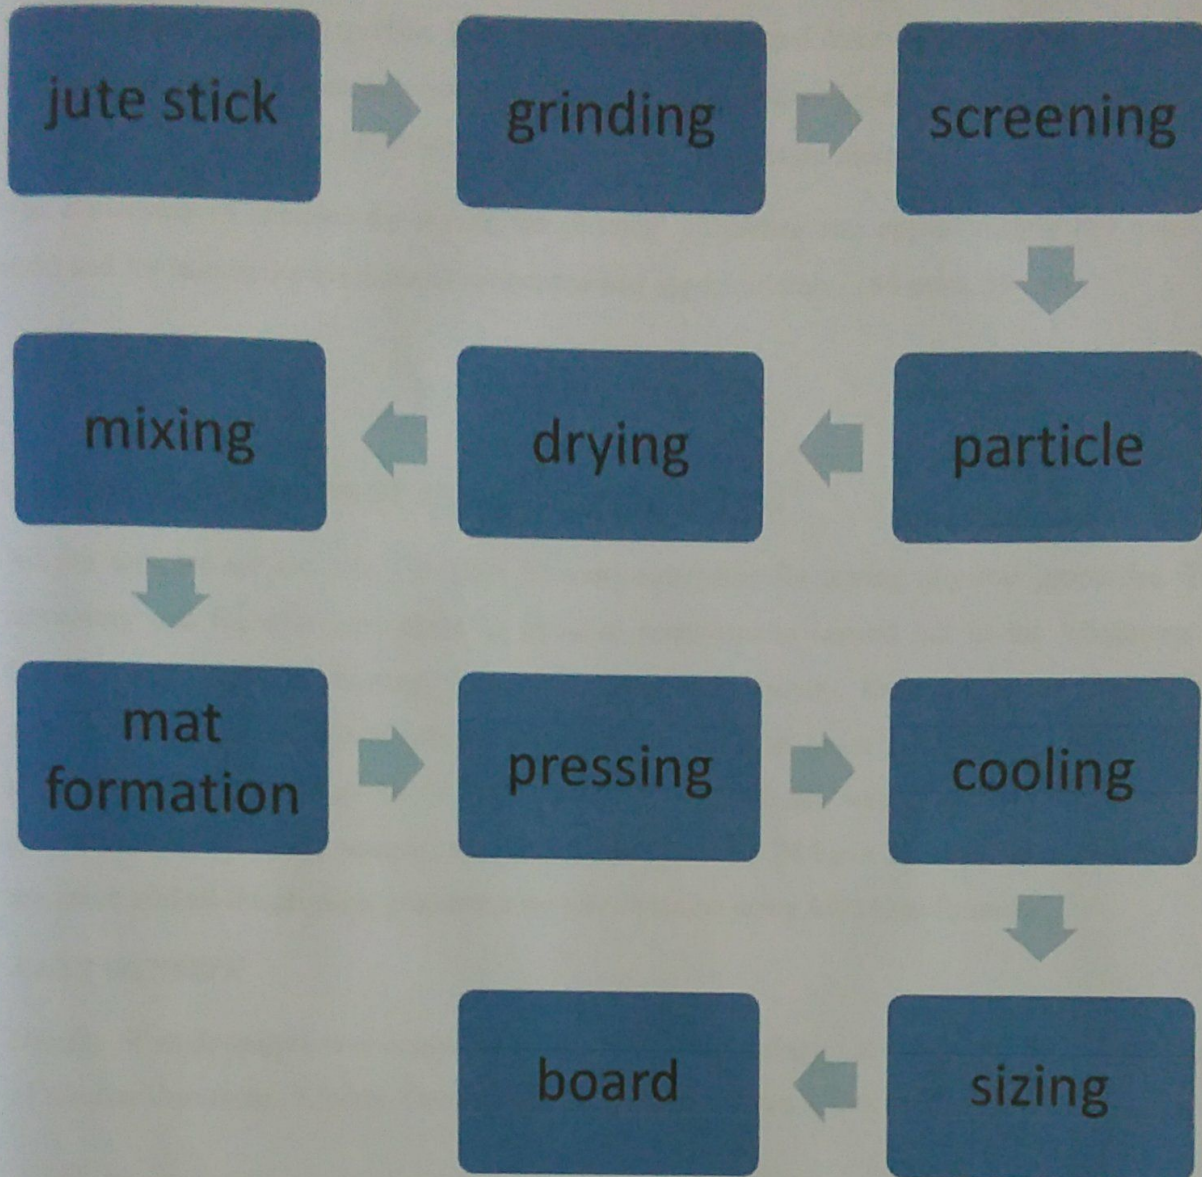 jute stick
grinding
screening
particle
drying
mixing
mat
formation
pressing
cooling
sizing
board